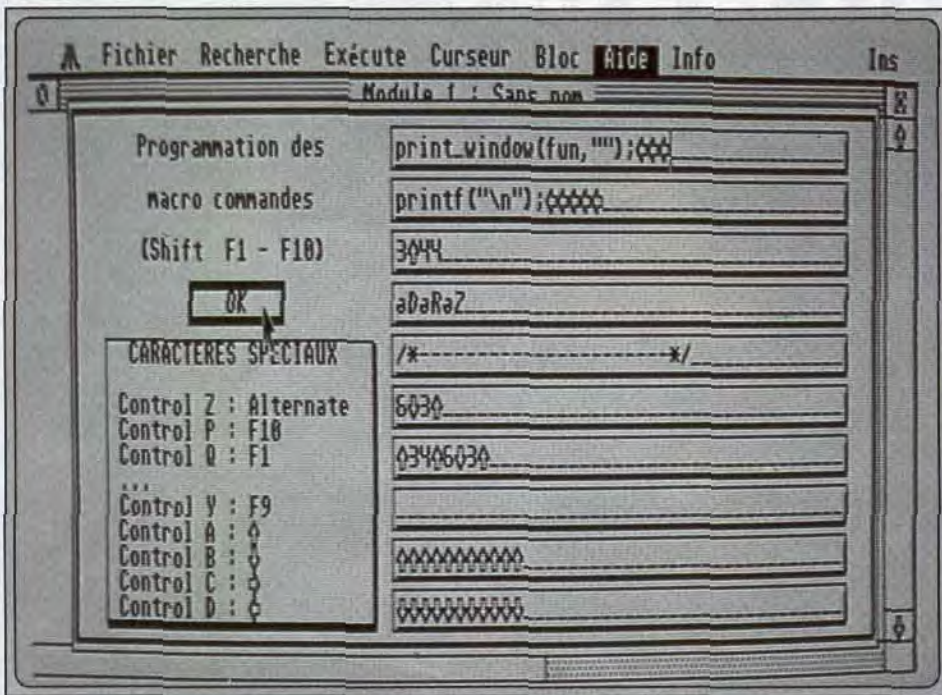 Fichier Recherche Exécute Curseur Bloc Aide Info Ins
Module 1 : Sans nom
Programmation des
macro commandes
(Shift F1 - F10)
OK
CARACTERES SPECIAUX
Control Z : Alternate
Control P : F10
Control Q : F1
...
Control Y : F9
Control A : ⇧
Control B : ⇩
Control C : ⇨
Control D : ⇦
print_window(fun,"");
printf("\n");
aDaRaZ
/*-----------------------*/